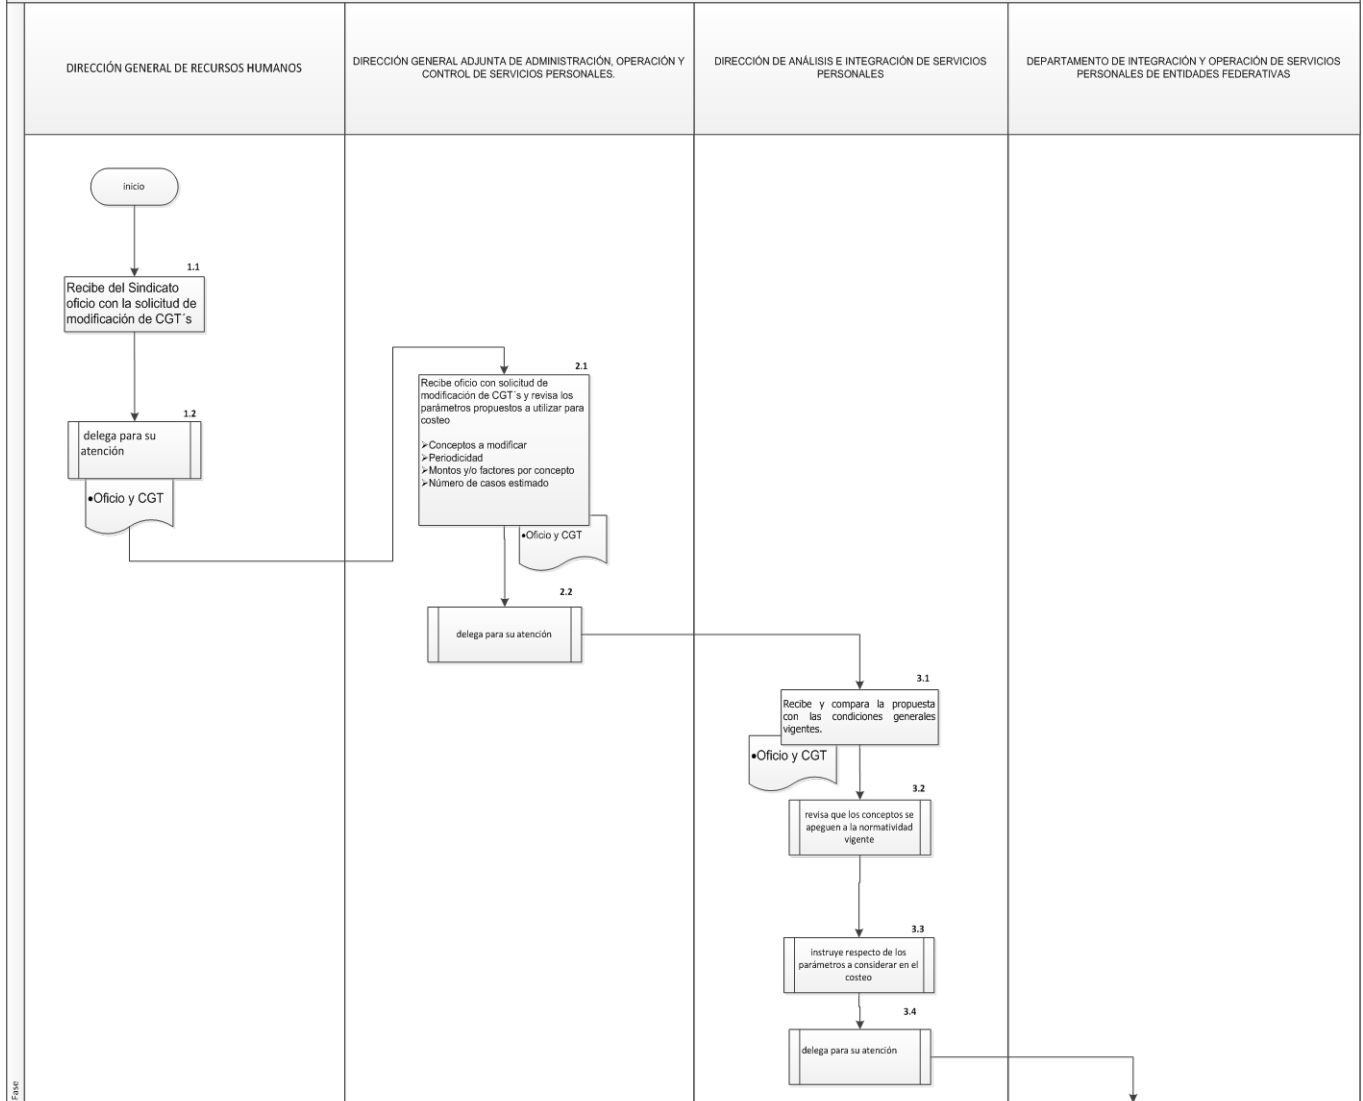 DIRECCIÓN GENERAL DE RECURSOS HUMANOS
DIRECCIÓN GENERAL ADJUNTA DE ADMINISTRACIÓN, OPERACIÓN Y
CONTROL DE SERVICIOS PERSONALES.
DIRECCIÓN DE ANÁLISIS E INTEGRACIÓN DE SERVICIOS
PERSONALES
DEPARTAMENTO DE INTEGRACIÓN Y OPERACIÓN DE SERVICIOS
PERSONALES DE ENTIDADES FEDERATIVAS
inicio
1.1
Recibe del Sindicato
oficio con la solicitud de
modificación de CGT´s
1.2
delega para su
atención
•Oficio y CGT
2.1
Recibe oficio con solicitud de
modificación de CGT´s y revisa los
parámetros propuestos a utilizar para
costeo
➢Conceptos a modificar
➢Periodicidad
➢Montos y/o factores por concepto
➢Número de casos estimado
•Oficio y CGT
2.2
delega para su atención
3.1
Recibe y compara la propuesta
con las condiciones generales
vigentes.
•Oficio y CGT
3.2
revisa que los conceptos se
apeguen a la normatividad
vigente
3.3
instruye respecto de los
parámetros a considerar en el
costeo
3.4
delega para su atención
Fase